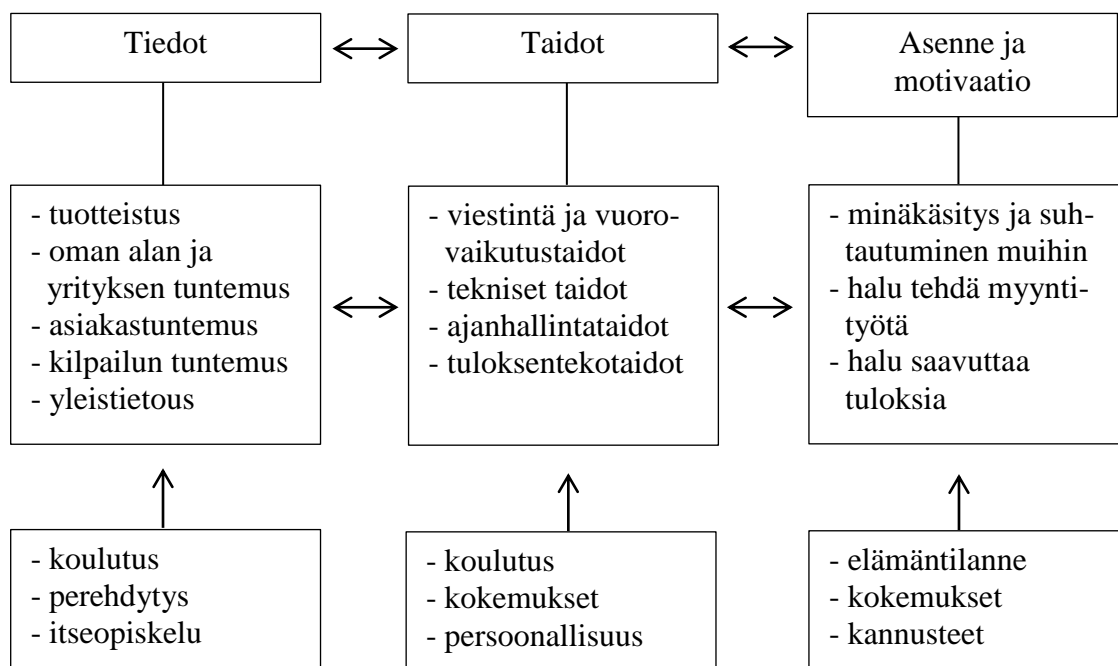 Tiedot
Taidot
Asenne ja
motivaatio
- tuotteistus
- oman alan ja
yrityksen tuntemus
- asiakastuntemus
- kilpailun tuntemus
- yleistietous
- viestintä ja vuoro-
vaikutustaidot
- tekniset taidot
- ajanhallintataidot
- tuloksentekotaidot
- minäkäsitys ja suh-
tautuminen muihin
- halu tehdä myynti-
työtä
- halu saavuttaa
tuloksia
- koulutus
- perehdytys
- itseopiskelu
- koulutus
- kokemukset
- persoonallisuus
- elämäntilanne
- kokemukset
- kannusteet